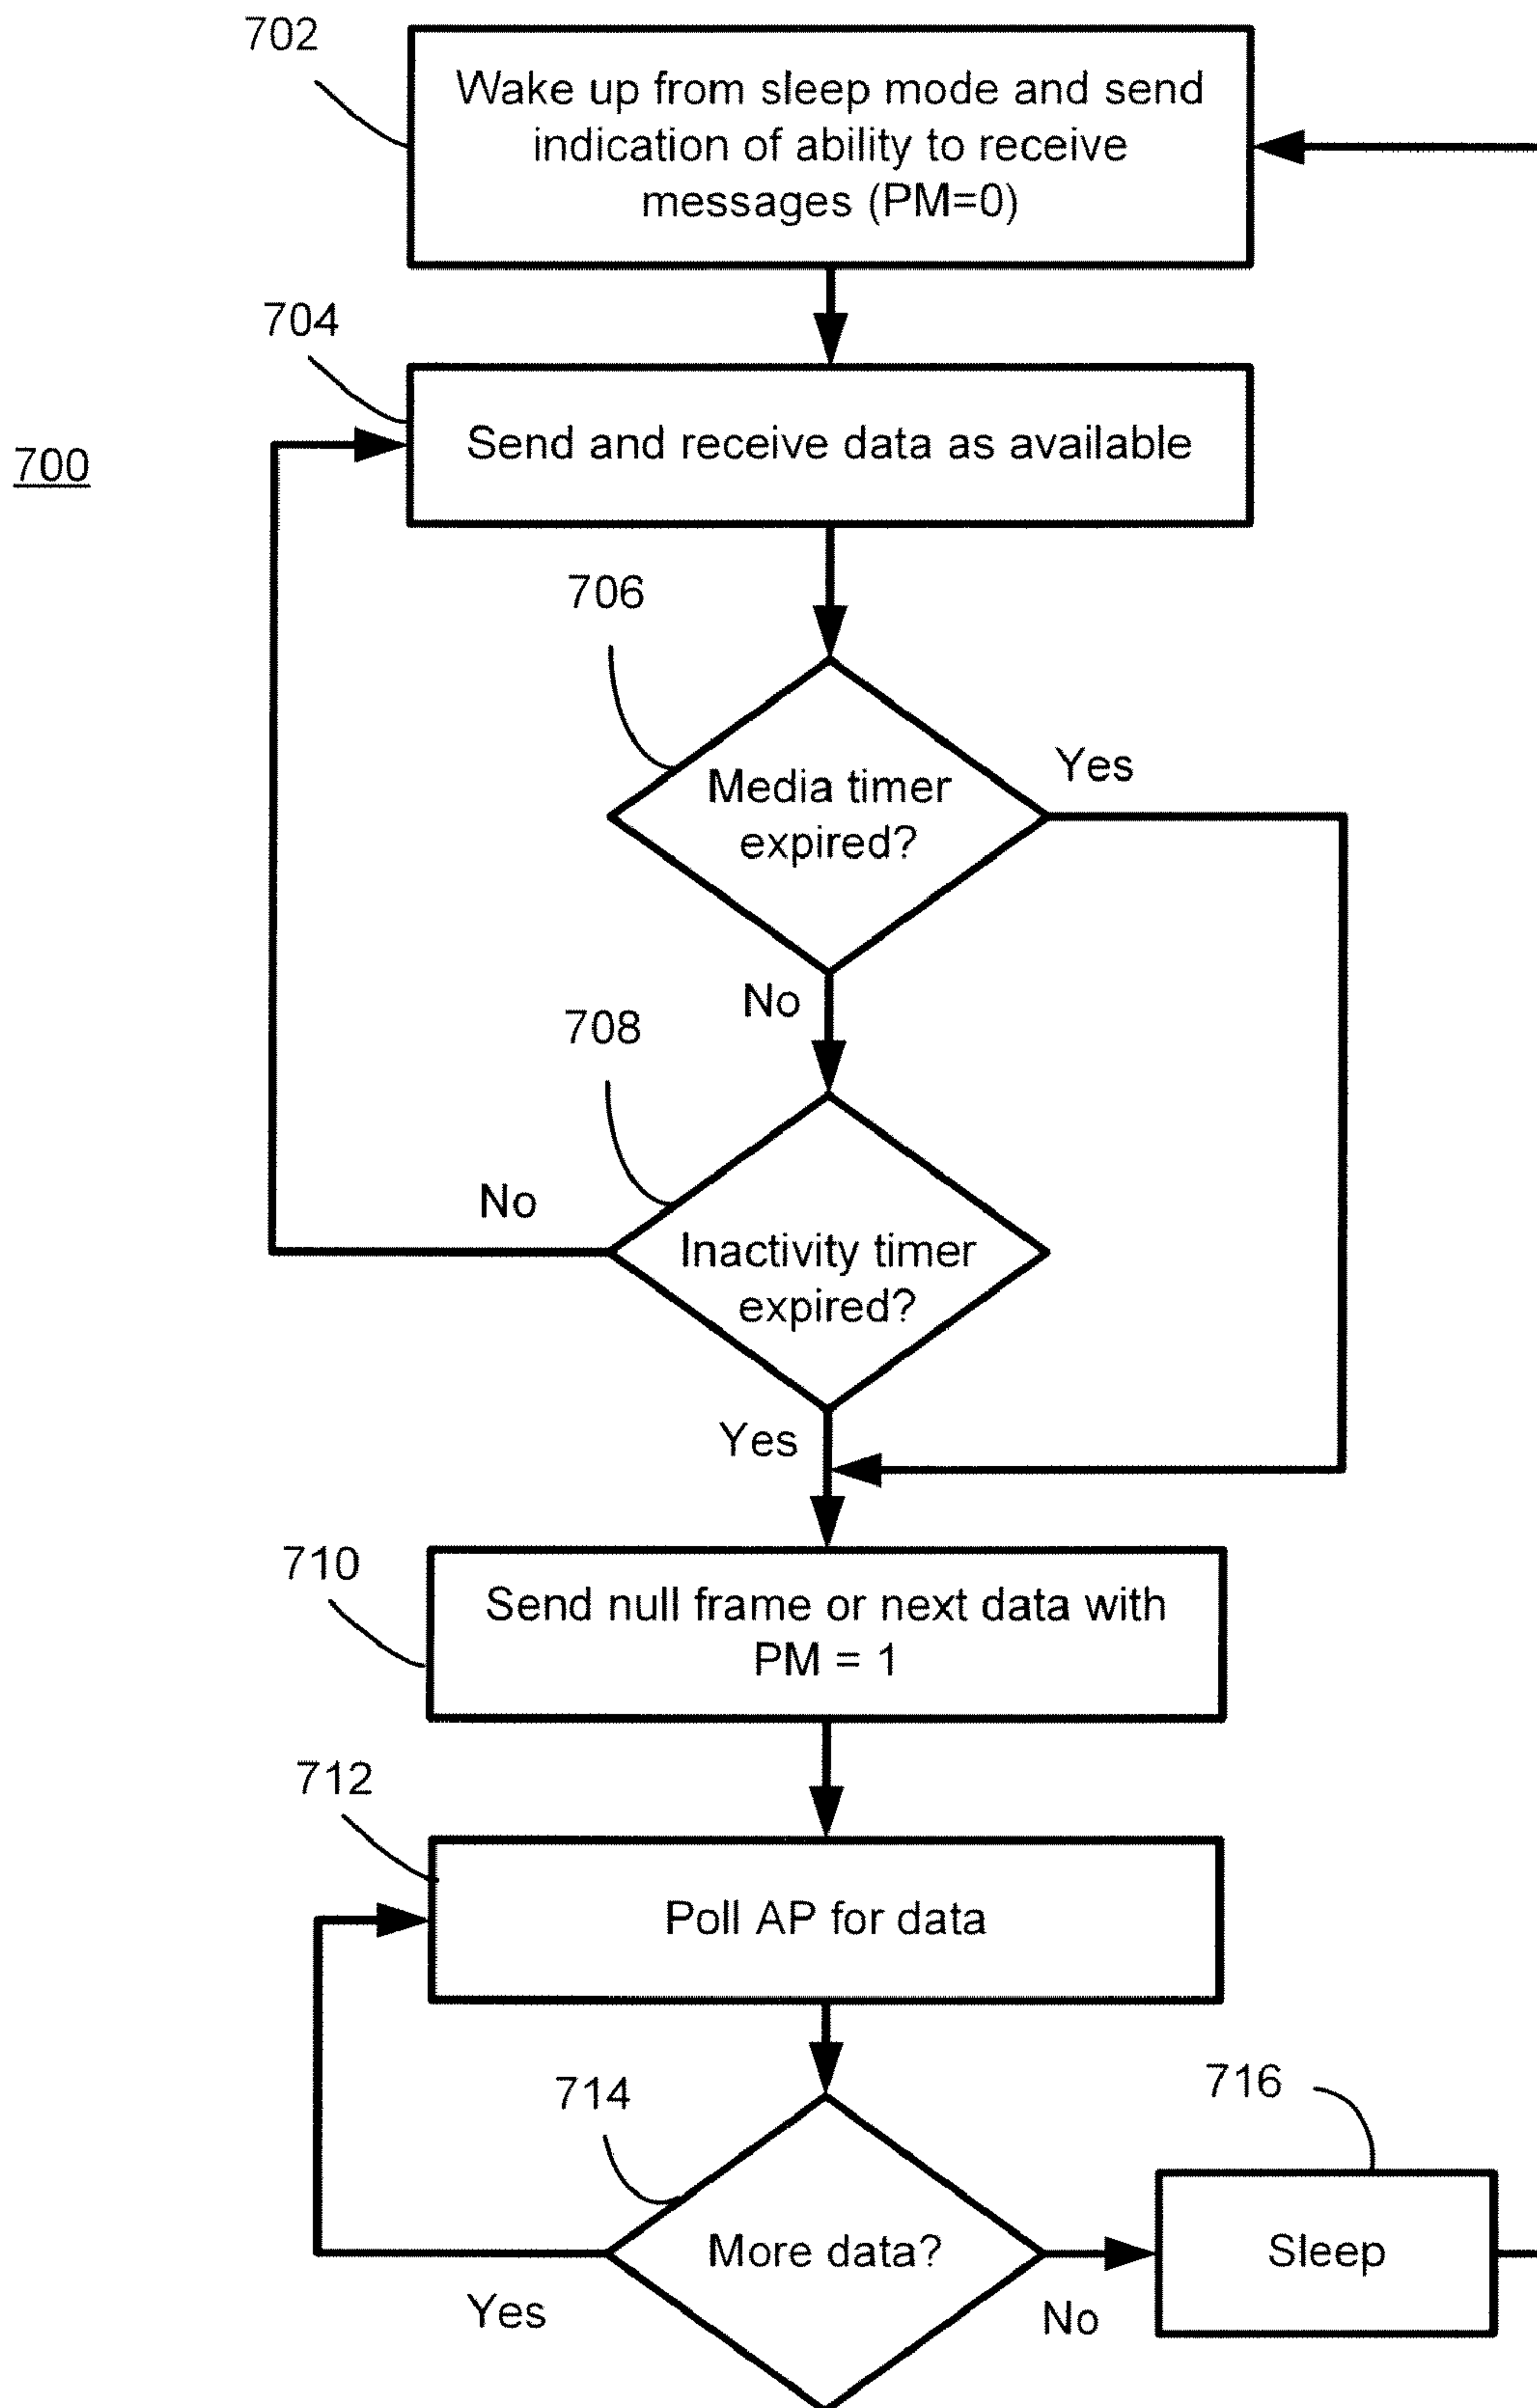 702
Wake up from sleep mode and send
indication of ability to receive
messages (PM=0)
704
Send and receive data as available
700
706
Media timer
expired?
Yes
No
708
No
Inactivity timer
expired?
Yes
710
Send null frame or next data with
PM = 1
712
Poll AP for data
714
716
More data?
Sleep
Yes
No